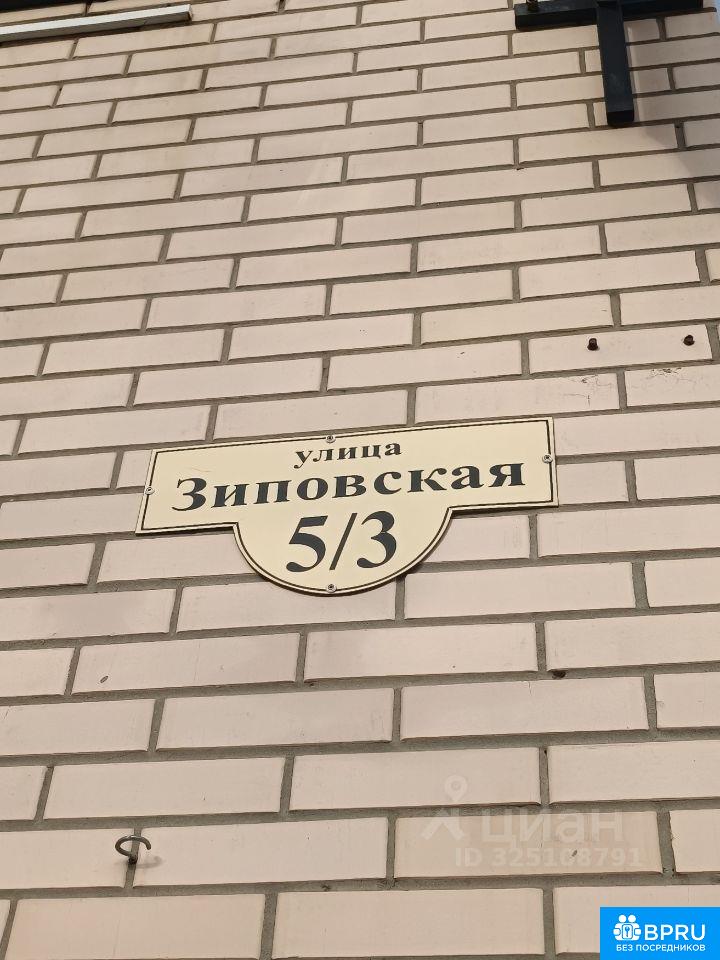 улица
Зиповская
5/3
циан
ID 325108791
BPRU
БЕЗ ПОСРЕДНИКОВ